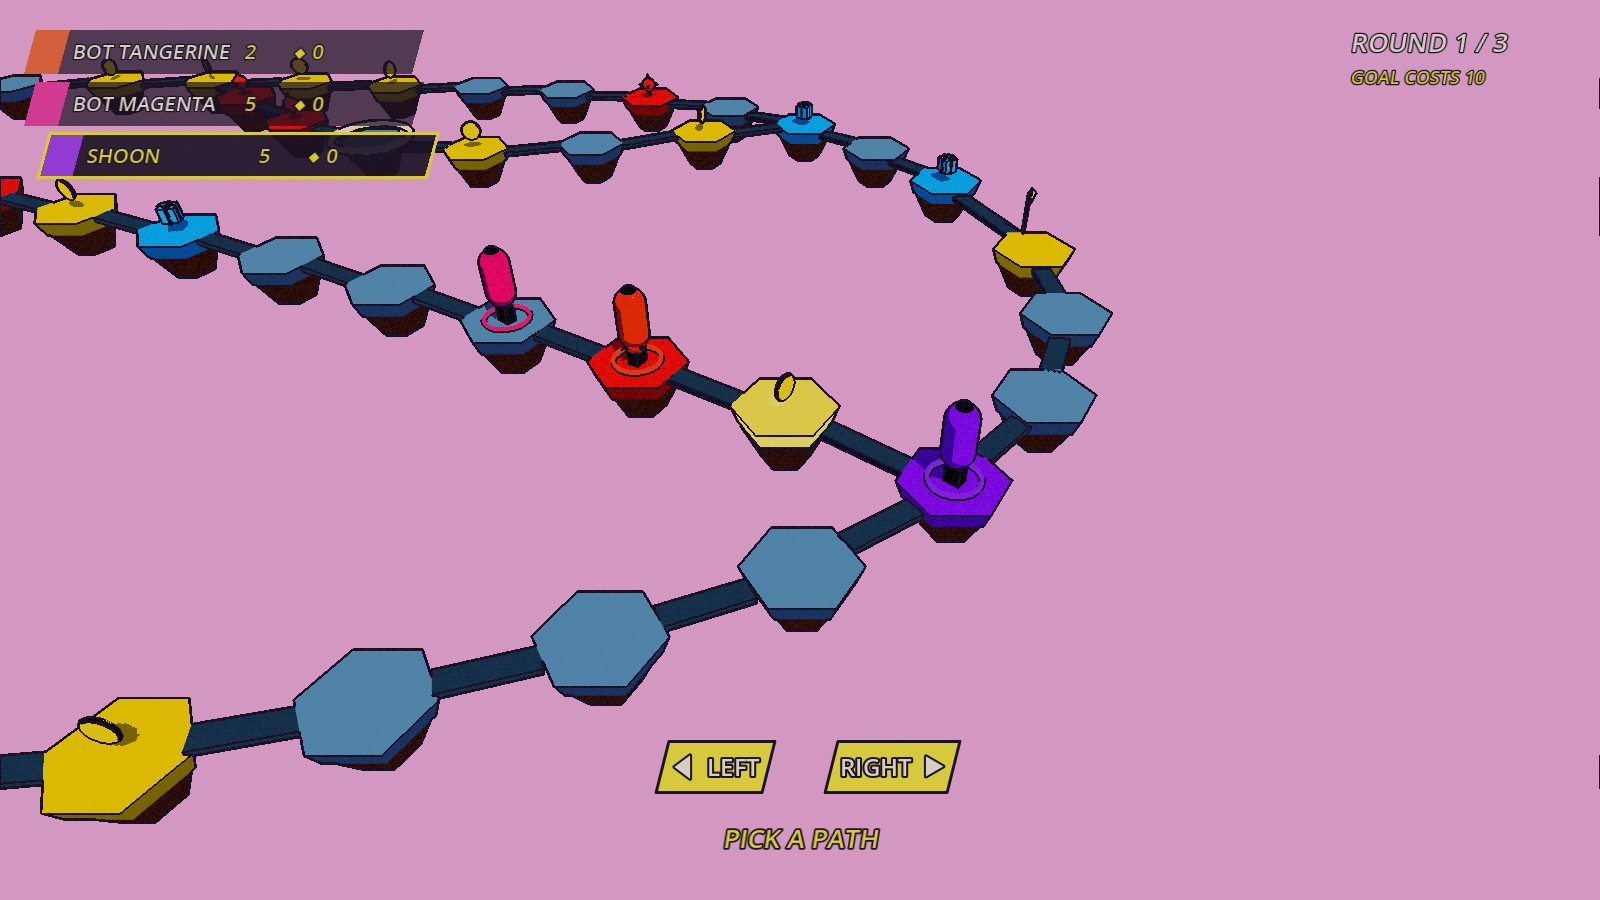 BOT TANGERINE 2 ◆ 0
BOT MAGENTA 5 ◆ 0
SHOON 5 ◆ 0
ROUND 1 / 3
GOAL COSTS 10
LEFT
RIGHT
PICK A PATH